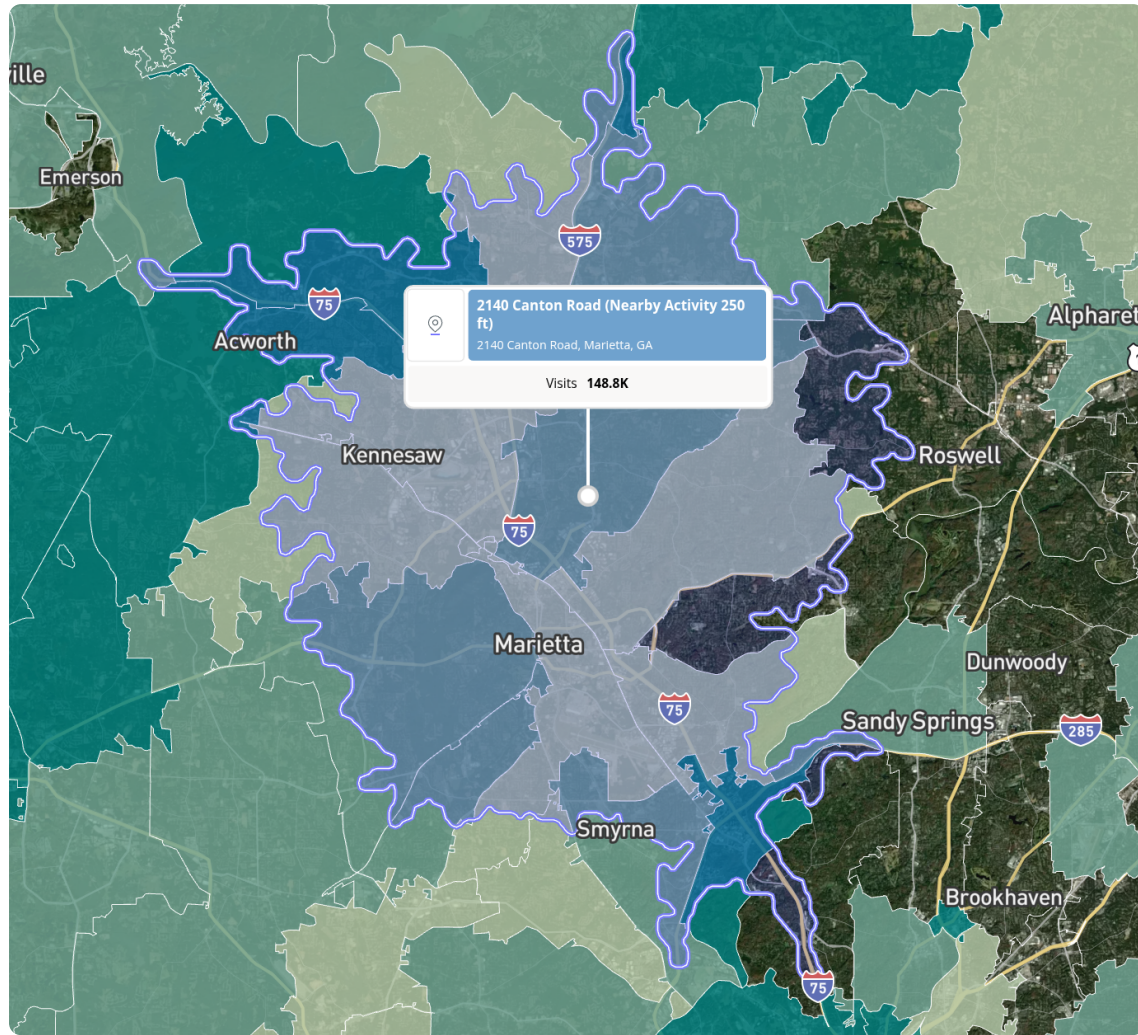 ville
Emerson
575
75
Acworth
2140 Canton Road (Nearby Activity 250
ft)
2140 Canton Road, Marietta, GA
Visits 148.8K
Alpharet
Kennesaw
Roswell
75
Marietta
Dunwoody
75
Sandy Springs
285
Smyrna
Brookhaven
75